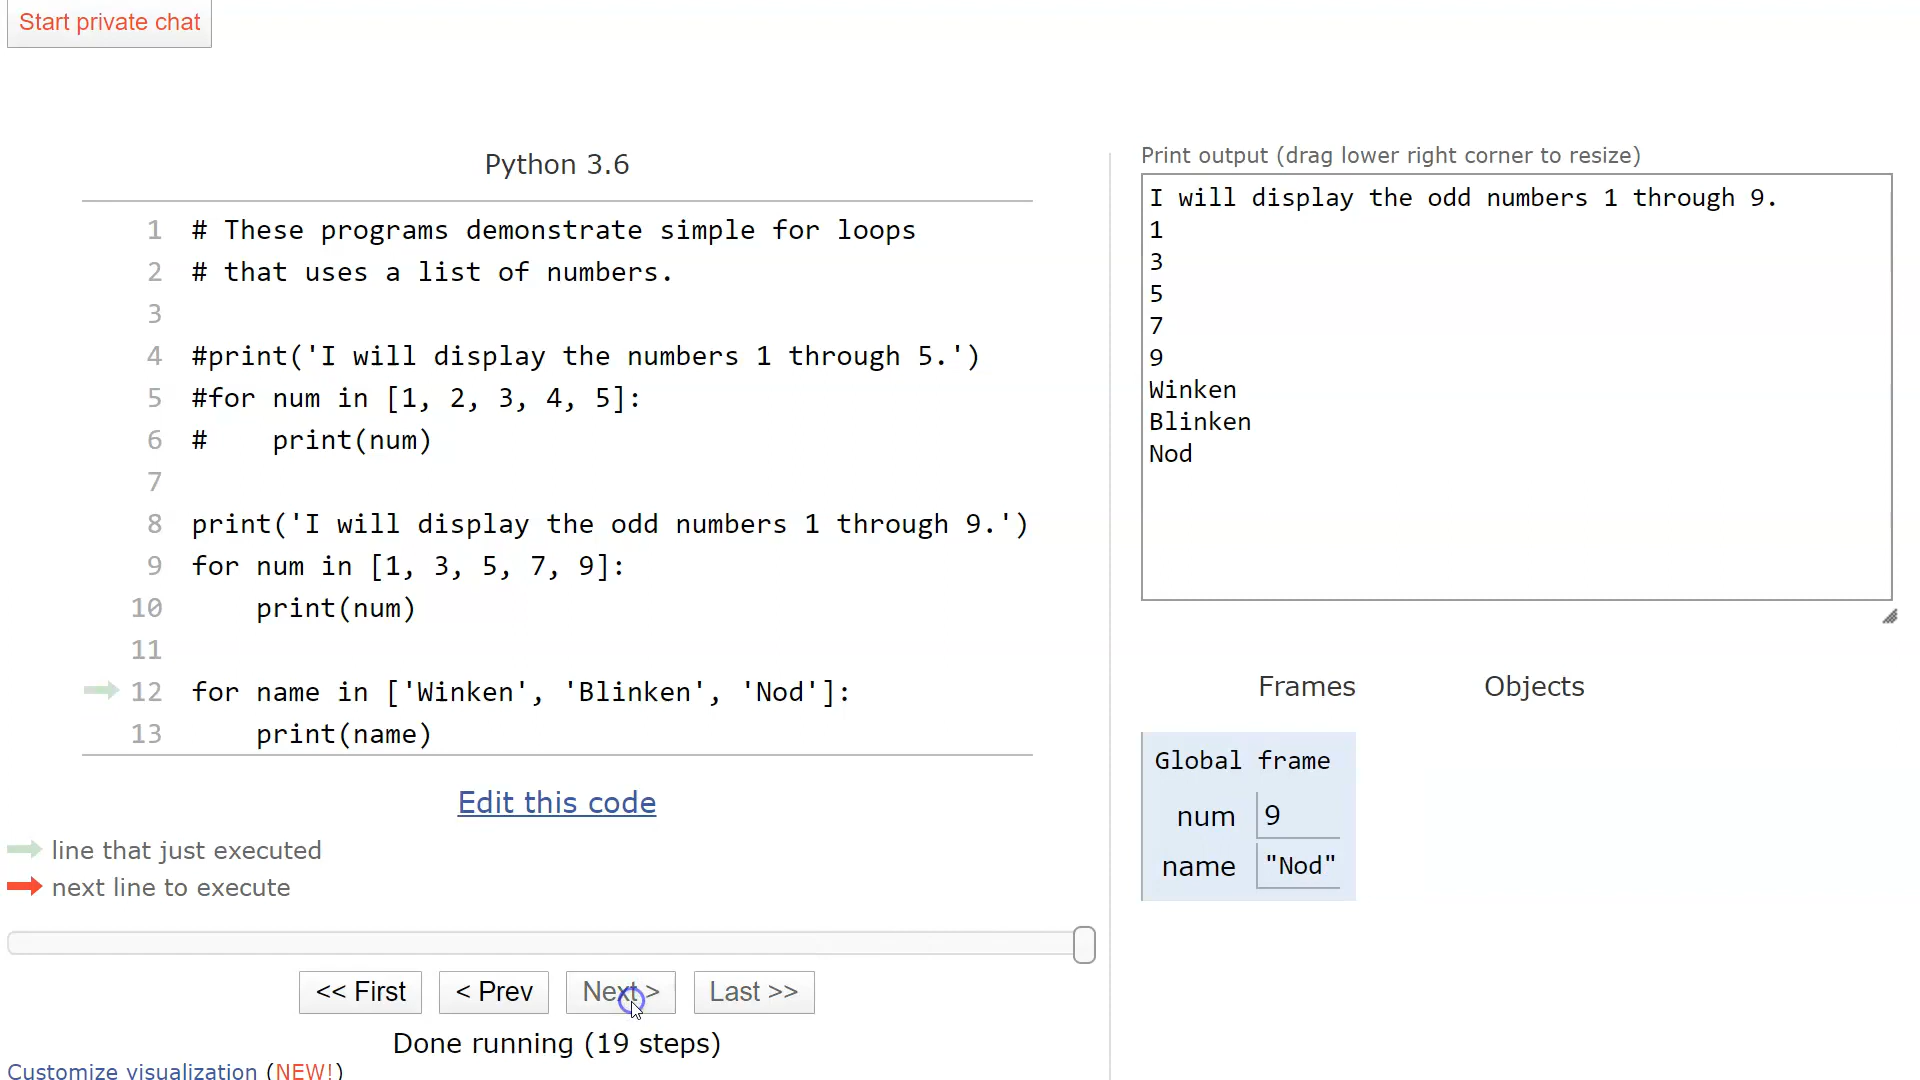 Start private chat
Python 3.6
1 # These programs demonstrate simple for loops
2 # that uses a list of numbers.
3
4 #print('I will display the numbers 1 through 5.')
5 #for num in [1, 2, 3, 4, 5]:
6 #    print(num)
7
8 print('I will display the odd numbers 1 through 9.')
9 for num in [1, 3, 5, 7, 9]:
10     print(num)
11
12 for name in ['Winken', 'Blinken', 'Nod']:
13     print(name)
Edit this code
line that just executed
next line to execute
<< First < Prev Next > Last >>
Done running (19 steps)
Customize visualization (NEW!)
Print output (drag lower right corner to resize)
I will display the odd numbers 1 through 9.
1
3
5
7
9
Winken
Blinken
Nod
Frames Objects
Global frame
num 9
name "Nod"